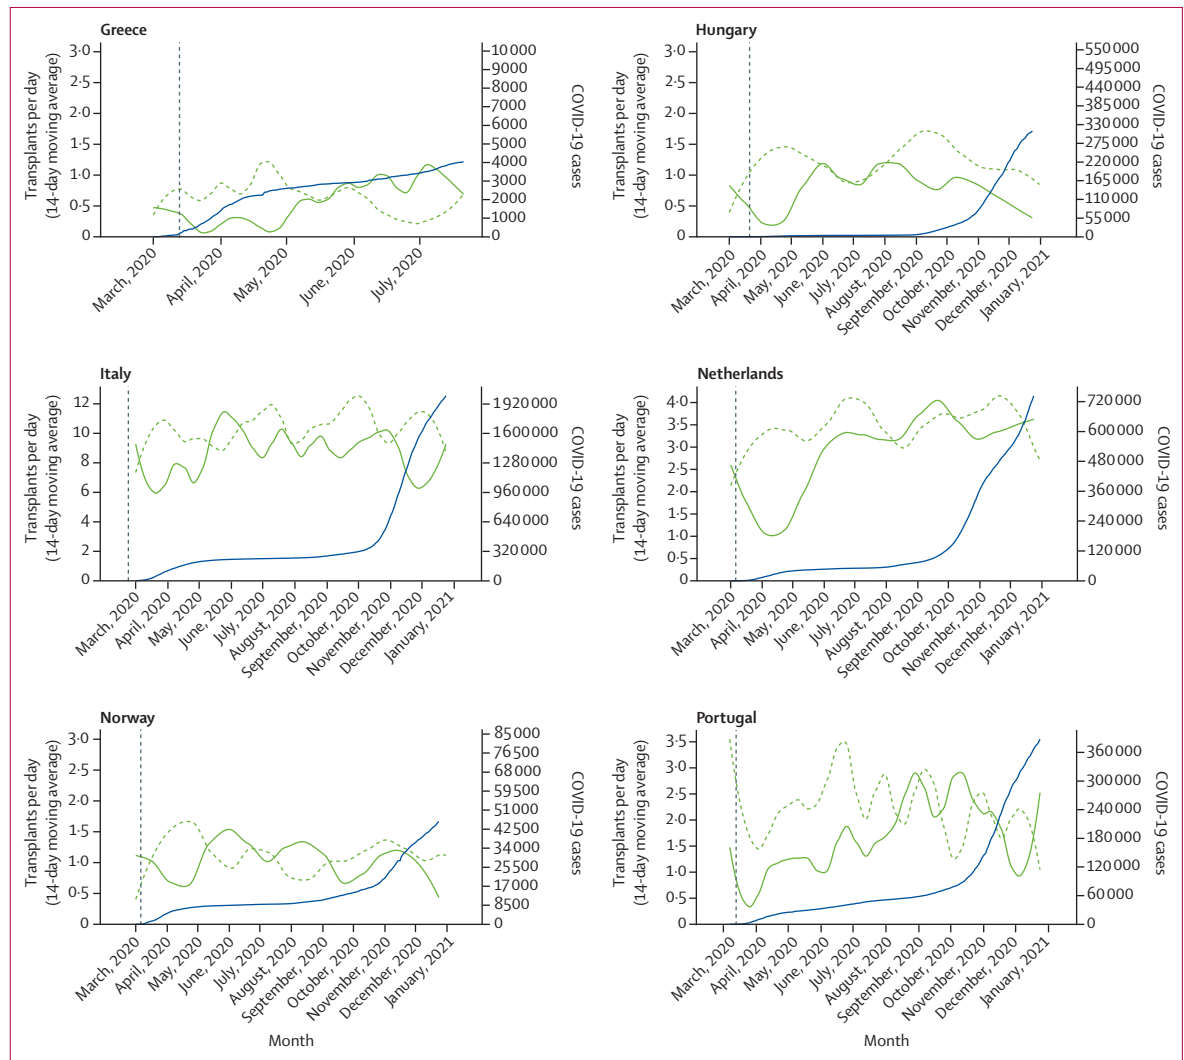 Greece
Transplants per day
(14-day moving average)
3·0
2·5
2·0
1·5
1·0
0·5
0
10 000
9000
8000
7000
6000
5000
4000
3000
2000
1000
0
COVID-19 cases
March, 2020
April, 2020
May, 2020
June, 2020
July, 2020
Hungary
Transplants per day
(14-day moving average)
3·0
2·5
2·0
1·5
1·0
0·5
0
550 000
495 000
440 000
385 000
330 000
275 000
220 000
165 000
110 000
55 000
0
COVID-19 cases
March, 2020
April, 2020
May, 2020
June, 2020
July, 2020
August, 2020
September, 2020
October, 2020
November, 2020
December, 2020
January, 2021
Italy
Transplants per day
(14-day moving average)
12
10
8
6
4
2
0
1 920 000
1 600 000
1 280 000
960 000
640 000
320 000
0
COVID-19 cases
March, 2020
April, 2020
May, 2020
June, 2020
July, 2020
August, 2020
September, 2020
October, 2020
November, 2020
December, 2020
January, 2021
Netherlands
Transplants per day
(14-day moving average)
4·0
3·5
3·0
2·5
2·0
1·5
1·0
0·5
0
720 000
600 000
480 000
360 000
240 000
120 000
0
COVID-19 cases
March, 2020
April, 2020
May, 2020
June, 2020
July, 2020
August, 2020
September, 2020
October, 2020
November, 2020
December, 2020
January, 2021
Norway
Transplants per day
(14-day moving average)
3·0
2·5
2·0
1·5
1·0
0·5
0
85 000
76 500
68 000
59 500
51 000
42 500
34 000
25 500
17 000
8500
0
COVID-19 cases
March, 2020
April, 2020
May, 2020
June, 2020
July, 2020
August, 2020
September, 2020
October, 2020
November, 2020
December, 2020
January, 2021
Month
Portugal
Transplants per day
(14-day moving average)
3·5
3·0
2·5
2·0
1·5
1·0
0·5
0
360 000
300 000
240 000
180 000
120 000
60 000
0
COVID-19 cases
March, 2020
April, 2020
May, 2020
June, 2020
July, 2020
August, 2020
September, 2020
October, 2020
November, 2020
December, 2020
January, 2021
Month